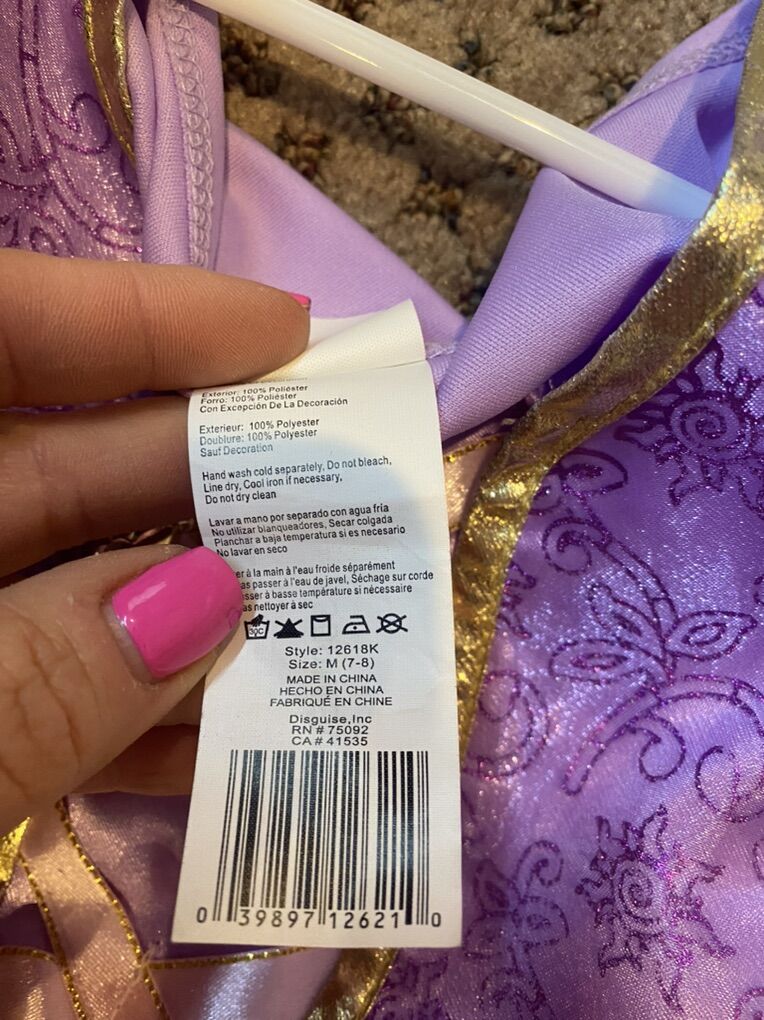 Exterior: 100% Poliéster
Forro: 100% Poliéster
Con Excepción De La Decoración
Exterieur: 100% Polyester
Doublure: 100% Polyester
Sauf Decoration
Hand wash cold separately, Do not bleach,
Line dry, Cool iron if necessary,
Do not dry clean
Lavar a mano por separado con agua fría
No utilizar blanqueadores, Secar colgada
Planchar a baja temperatura si es necesario
No lavar en seco
er à la main à l'eau froide séparément
as passer à l'eau de javel, Séchage sur corde
sser à basse température si nécessaire
as nettoyer à sec
30C
Style: 12618K
Size: M (7-8)
MADE IN CHINA
HECHO EN CHINA
FABRIQUÉ EN CHINE
Disguise,Inc
RN # 75092
CA # 41535
0 39897 12621 0